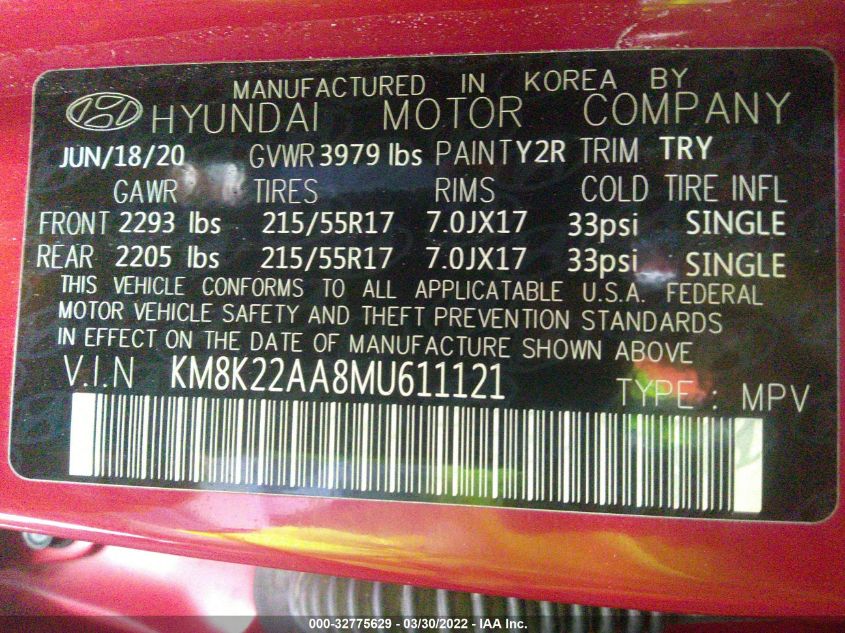 MANUFACTURED IN KOREA BY
HYUNDAI MOTOR COMPANY
JUN/18/20 GVWR 3979 lbs PAINT Y2R TRIM TRY
GAWR TIRES RIMS COLD TIRE INFL
FRONT 2293 lbs 215/55R17 7.0JX17 33psi SINGLE
REAR 2205 lbs 215/55R17 7.0JX17 33psi SINGLE
THIS VEHICLE CONFORMS TO ALL APPLICATABLE U.S.A. FEDERAL
MOTOR VEHICLE SAFETY AND THEFT PREVENTION STANDARDS
IN EFFECT ON THE DATE OF MANUFACTURE SHOWN ABOVE
V.I.N KM8K22AA8MU611121 TYPE : MPV
000-32775629 - 03/30/2022 - IAA Inc.